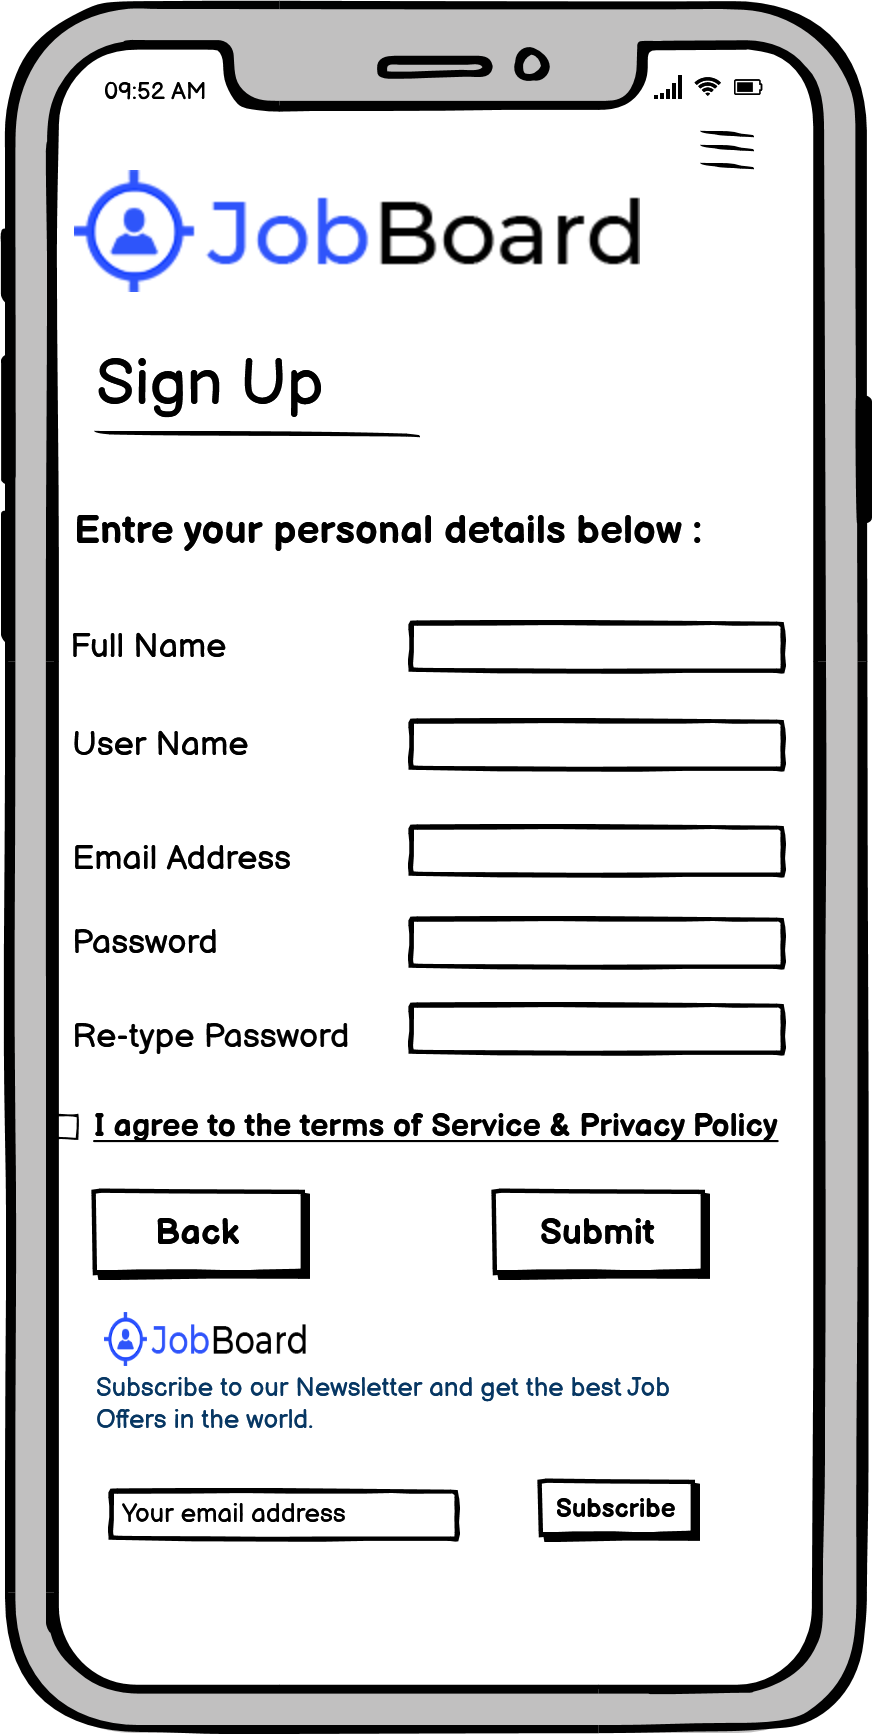 09:52 AM
JobBoard
Sign Up
Entre your personal details below :
Full Name
User Name
Email Address
Password
Re-type Password
I agree to the terms of Service & Privacy Policy
Back
Submit
JobBoard
Subscribe to our Newsletter and get the best Job
Offers in the world.
Your email address
Subscribe